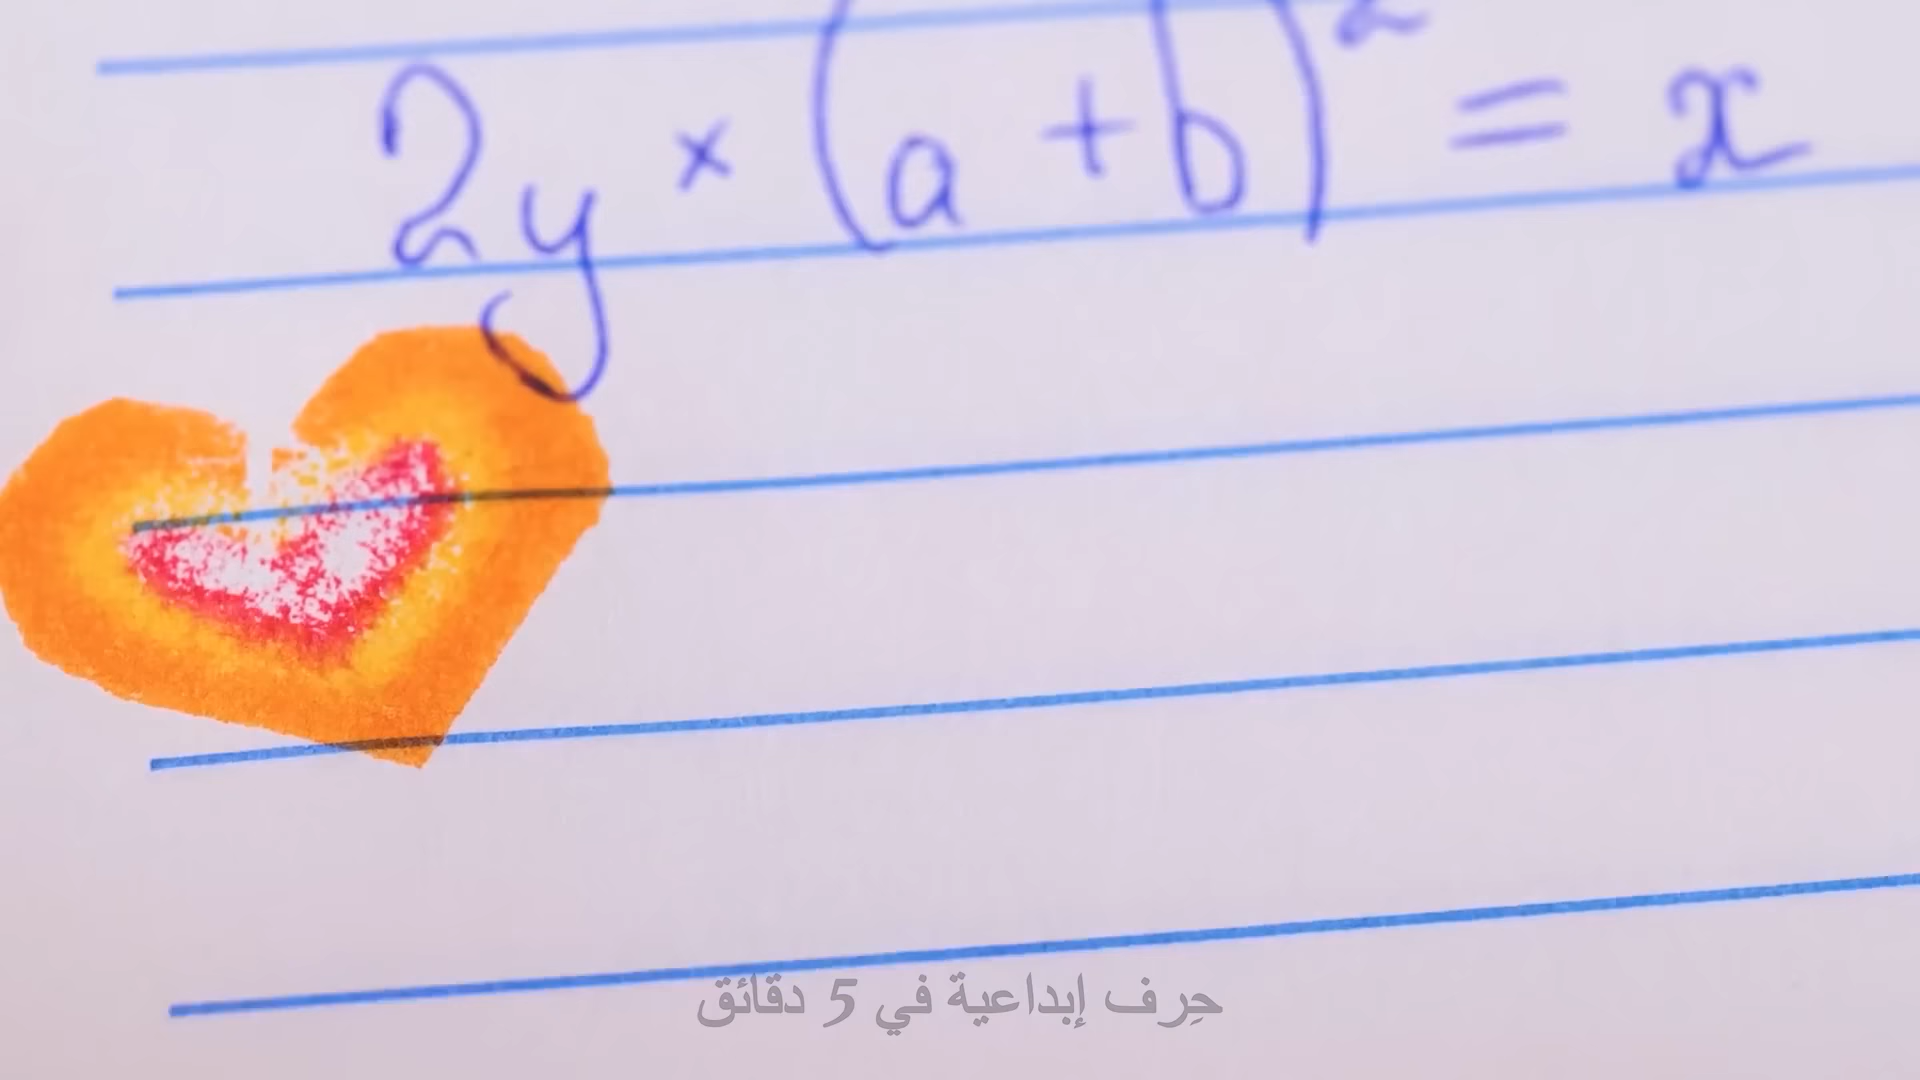 2y × (a + b)² = x
حِرف إبداعية في 5 دقائق